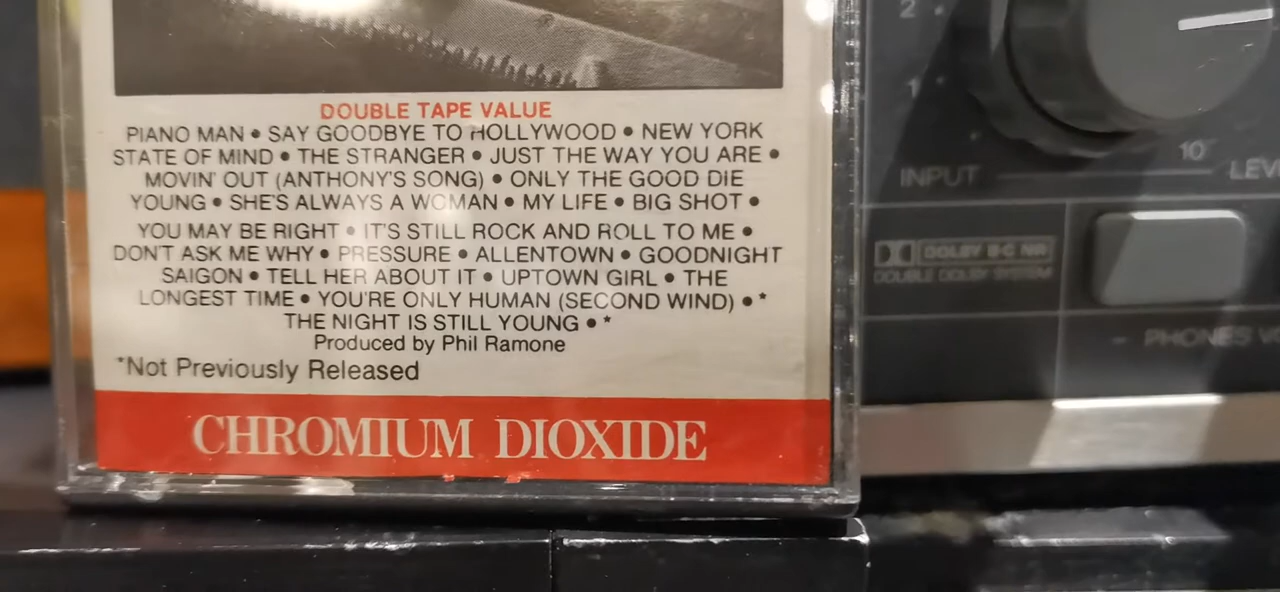 DOUBLE TAPE VALUE
PIANO MAN • SAY GOODBYE TO HOLLYWOOD • NEW YORK
STATE OF MIND • THE STRANGER • JUST THE WAY YOU ARE •
MOVIN' OUT (ANTHONY'S SONG) • ONLY THE GOOD DIE
YOUNG • SHE'S ALWAYS A WOMAN • MY LIFE • BIG SHOT •
YOU MAY BE RIGHT • IT'S STILL ROCK AND ROLL TO ME •
DON'T ASK ME WHY • PRESSURE • ALLENTOWN • GOODNIGHT
SAIGON • TELL HER ABOUT IT • UPTOWN GIRL • THE
LONGEST TIME • YOU'RE ONLY HUMAN (SECOND WIND) •*
THE NIGHT IS STILL YOUNG •*
Produced by Phil Ramone
*Not Previously Released
CHROMIUM DIOXIDE
2
1
10
INPUT
LEV
DOLBY B-C NR
DOUBLE DOLBY SYSTEM
PHONES